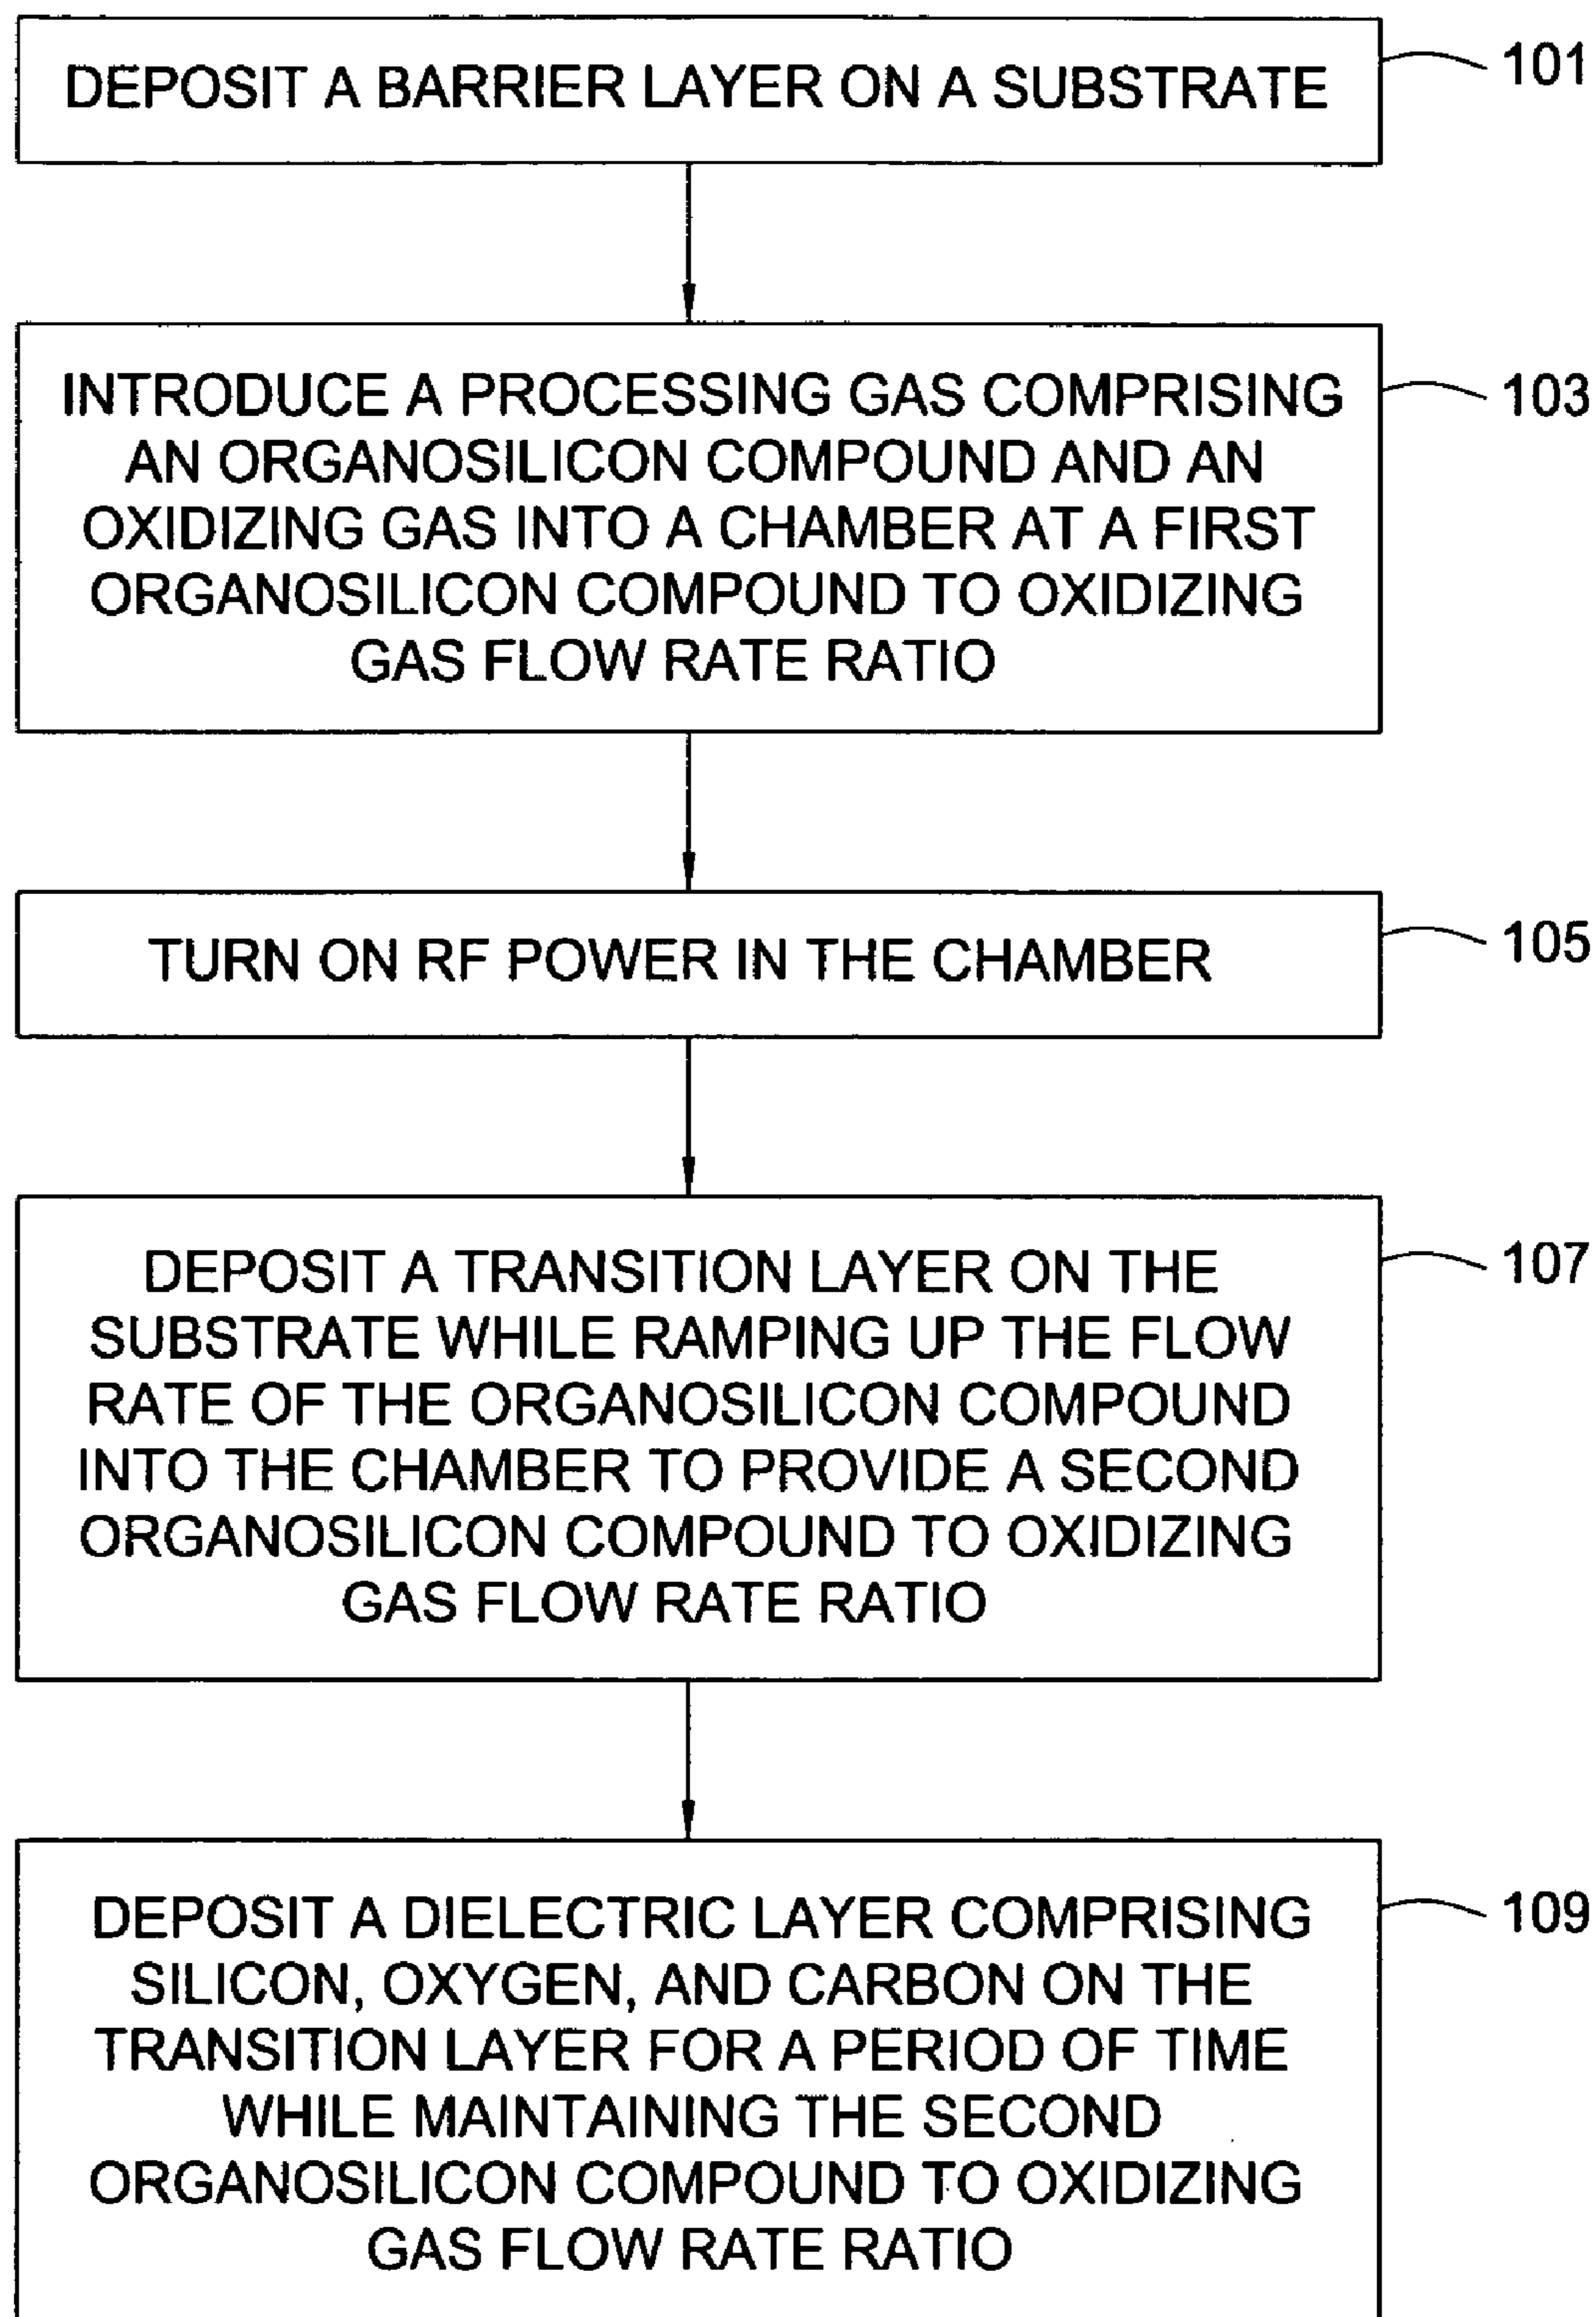 DEPOSIT A BARRIER LAYER ON A SUBSTRATE
101
INTRODUCE A PROCESSING GAS COMPRISING
AN ORGANOSILICON COMPOUND AND AN
OXIDIZING GAS INTO A CHAMBER AT A FIRST
ORGANOSILICON COMPOUND TO OXIDIZING
GAS FLOW RATE RATIO
103
TURN ON RF POWER IN THE CHAMBER
105
DEPOSIT A TRANSITION LAYER ON THE
SUBSTRATE WHILE RAMPING UP THE FLOW
RATE OF THE ORGANOSILICON COMPOUND
INTO THE CHAMBER TO PROVIDE A SECOND
ORGANOSILICON COMPOUND TO OXIDIZING
GAS FLOW RATE RATIO
107
DEPOSIT A DIELECTRIC LAYER COMPRISING
SILICON, OXYGEN, AND CARBON ON THE
TRANSITION LAYER FOR A PERIOD OF TIME
WHILE MAINTAINING THE SECOND
ORGANOSILICON COMPOUND TO OXIDIZING
GAS FLOW RATE RATIO
109